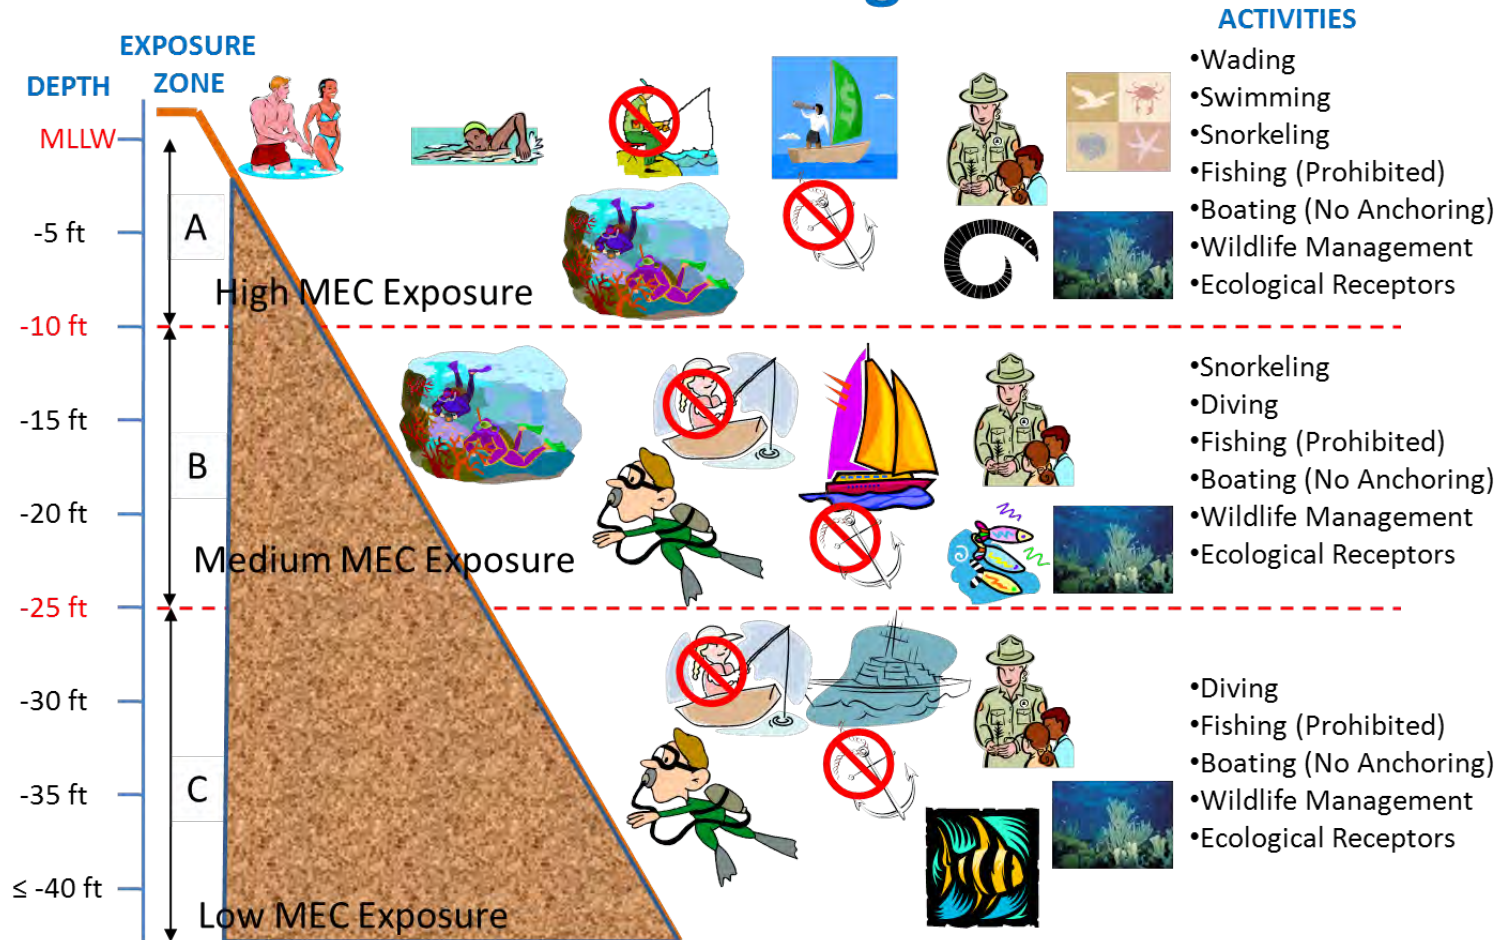 ACTIVITIES
EXPOSURE
ZONE
DEPTH
MLLW
-5 ft
-10 ft
-15 ft
-20 ft
-25 ft
-30 ft
-35 ft
≤ -40 ft
A
High MEC Exposure
B
Medium MEC Exposure
C
Low MEC Exposure
•Wading
•Swimming
•Snorkeling
•Fishing (Prohibited)
•Boating (No Anchoring)
•Wildlife Management
•Ecological Receptors
•Snorkeling
•Diving
•Fishing (Prohibited)
•Boating (No Anchoring)
•Wildlife Management
•Ecological Receptors
•Diving
•Fishing (Prohibited)
•Boating (No Anchoring)
•Wildlife Management
•Ecological Receptors